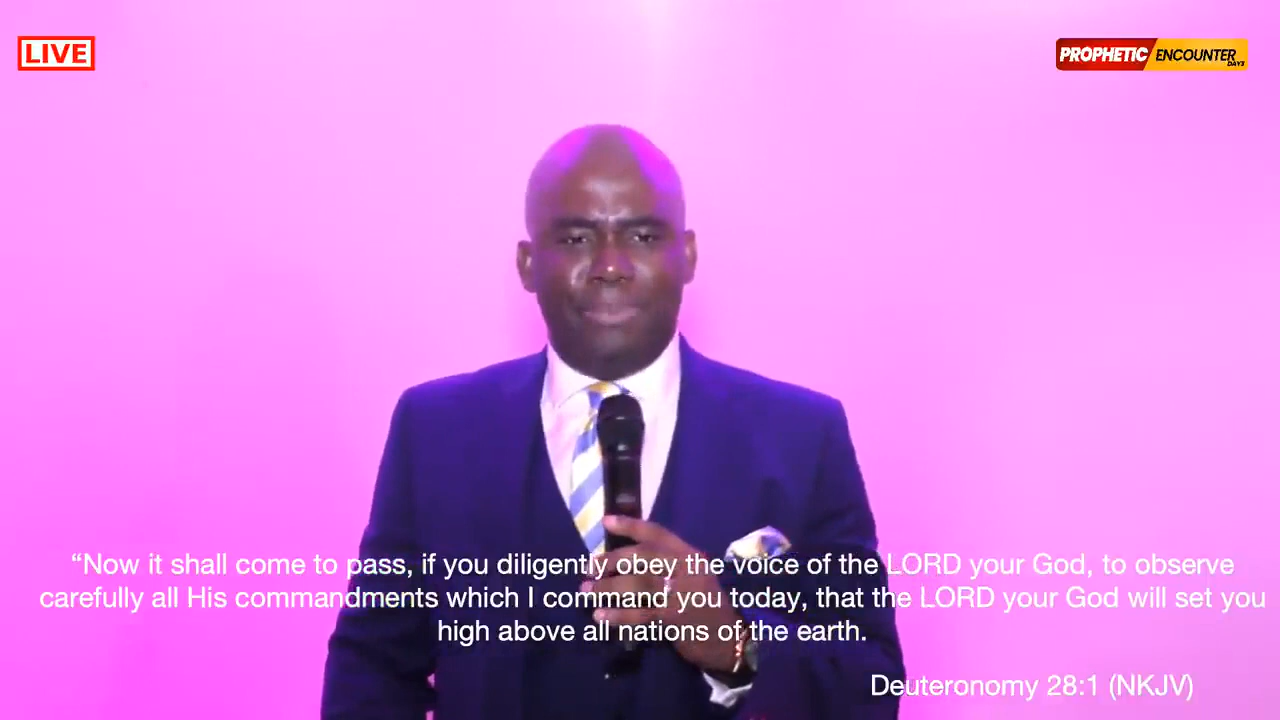 LIVE
PROPHETIC ENCOUNTER
DAYS
“Now it shall come to pass, if you diligently obey the voice of the LORD your God, to observe
carefully all His commandments which I command you today, that the LORD your God will set you
high above all nations of the earth.
Deuteronomy 28:1 (NKJV)